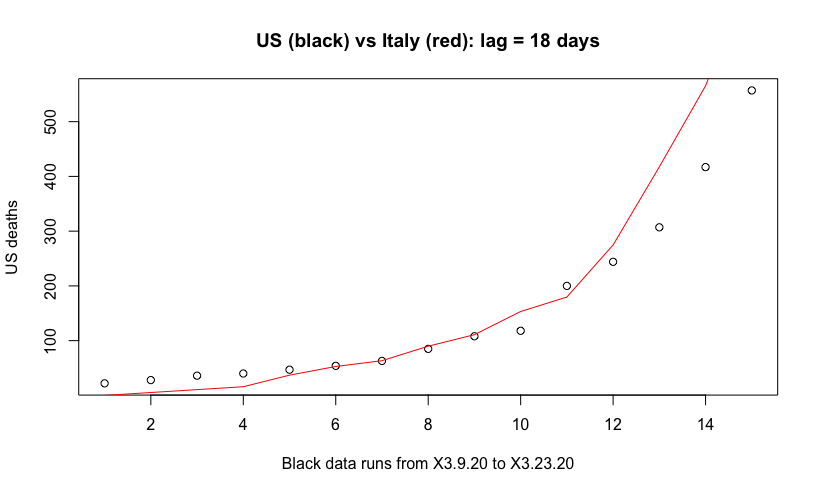 US (black) vs Italy (red): lag = 18 days
US deaths
500
400
300
200
100
2 4 6 8 10 12 14
Black data runs from X3.9.20 to X3.23.20